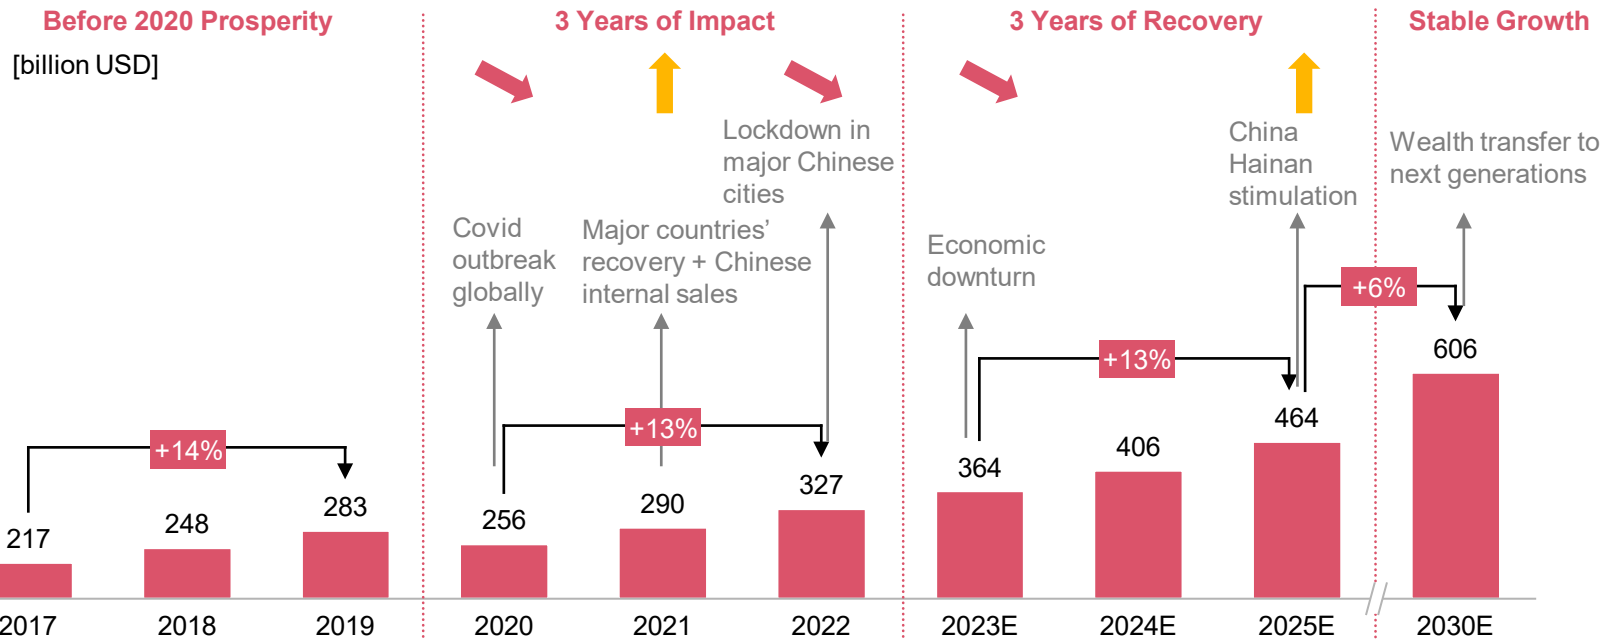 Before 2020 Prosperity
3 Years of Impact
3 Years of Recovery
Stable Growth
[billion USD]
Covid
outbreak
globally
Major countries’
recovery + Chinese
internal sales
Lockdown in
major Chinese
cities
Economic
downturn
China
Hainan
stimulation
Wealth transfer to
next generations
+14%
+13%
+13%
+6%
217
248
283
256
290
327
364
406
464
606
2017
2018
2019
2020
2021
2022
2023E
2024E
2025E
2030E